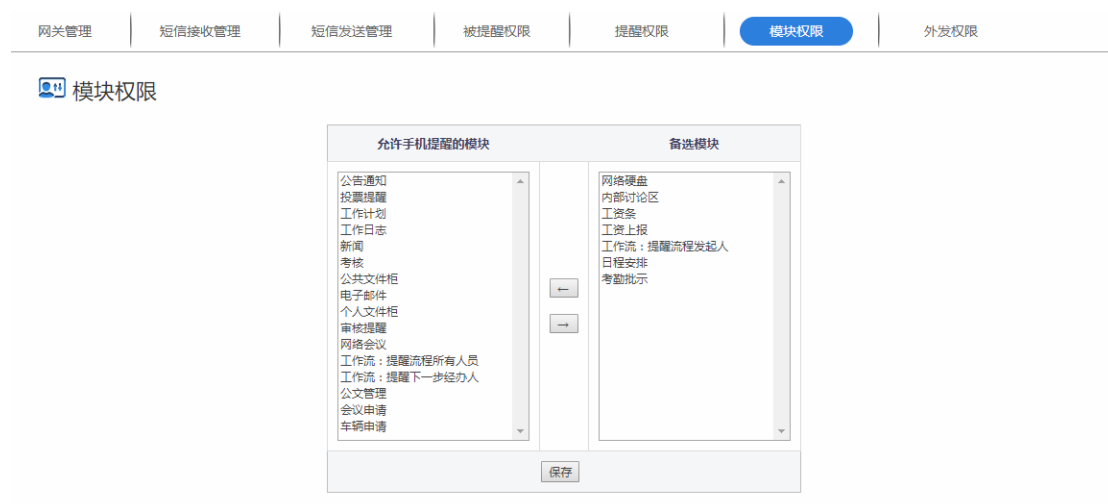 网关管理 短信接收管理 短信发送管理 被提醒权限 提醒权限 模块权限 外发权限
模块权限
允许手机提醒的模块 备选模块
公告通知
投票提醒
工作计划
工作日志
新闻
考核
公共文件柜
电子邮件
个人文件柜
审核提醒
网络会议
工作流：提醒流程所有人员
工作流：提醒下一步经办人
公文管理
会议申请
车辆申请
←
→
网络硬盘
内部讨论区
工资条
工资上报
工作流：提醒流程发起人
日程安排
考勤批示
保存